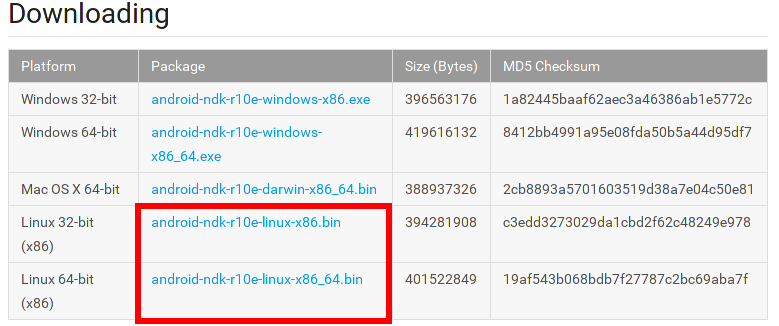 Downloading
Platform Package Size (Bytes) MD5 Checksum
Windows 32-bit android-ndk-r10e-windows-x86.exe 396563176 1a82445baaf62aec3a46386ab1e5772c
Windows 64-bit android-ndk-r10e-windows- 419616132 8412bb4991a95e08fda50b5a44d95df7
x86_64.exe
Mac OS X 64-bit android-ndk-r10e-darwin-x86_64.bin 388937326 2cb8893a5701603519d38a7e04c50e81
Linux 32-bit android-ndk-r10e-linux-x86.bin 394281908 c3edd3273029da1cbd2f62c48249e978
(x86)
Linux 64-bit android-ndk-r10e-linux-x86_64.bin 401522849 19af543b068bdb7f27787c2bc69aba7f
(x86)